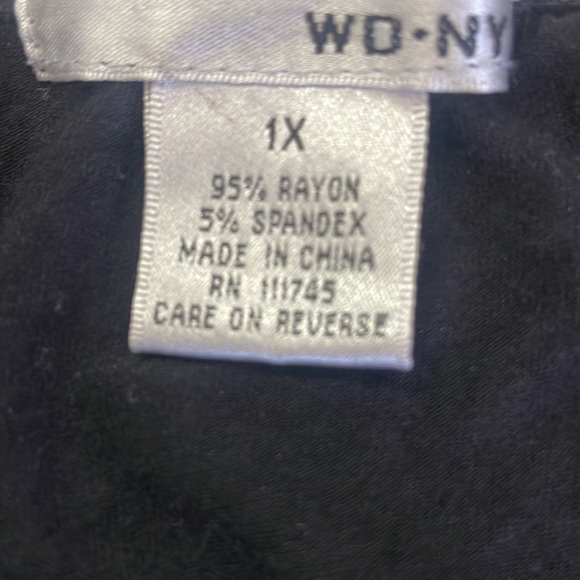 WD·NY
1X
95% RAYON
5% SPANDEX
MADE IN CHINA
RN 111745
CARE ON REVERSE